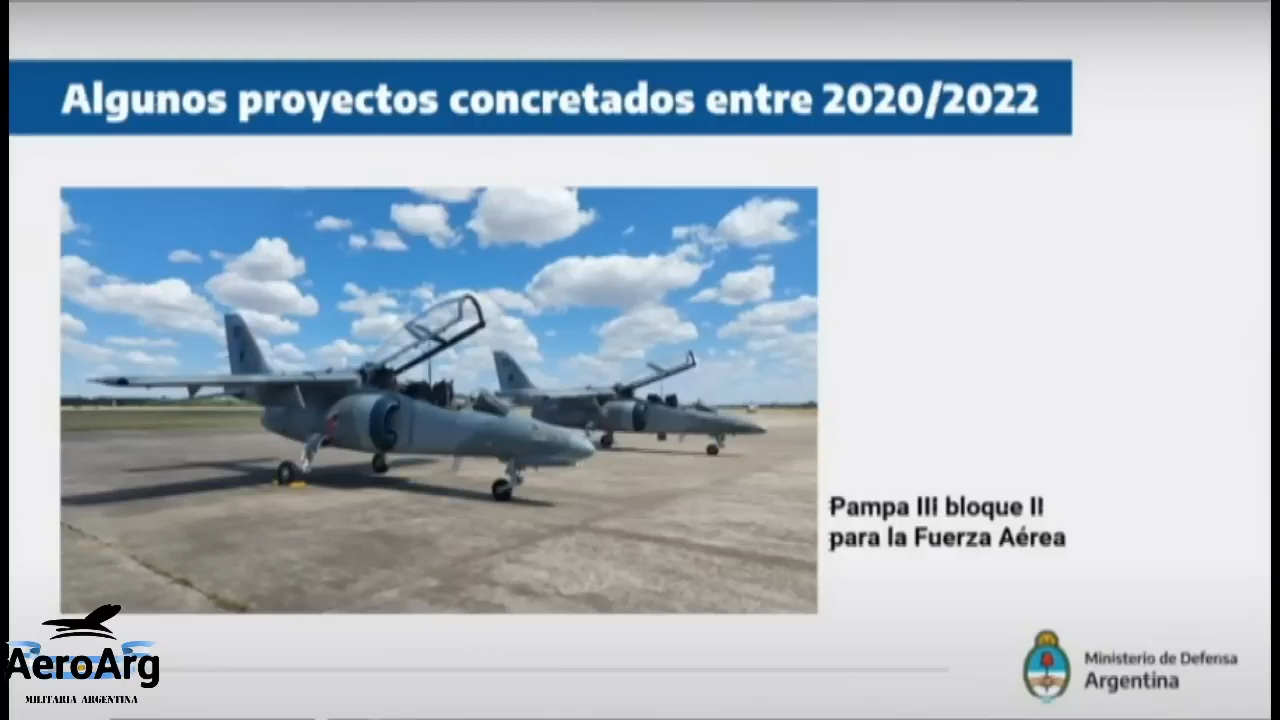 Algunos proyectos concretados entre 2020/2022
Pampa III bloque II
para la Fuerza Aérea
AeroArg
MILITARIA ARGENTINA
Ministerio de Defensa
Argentina